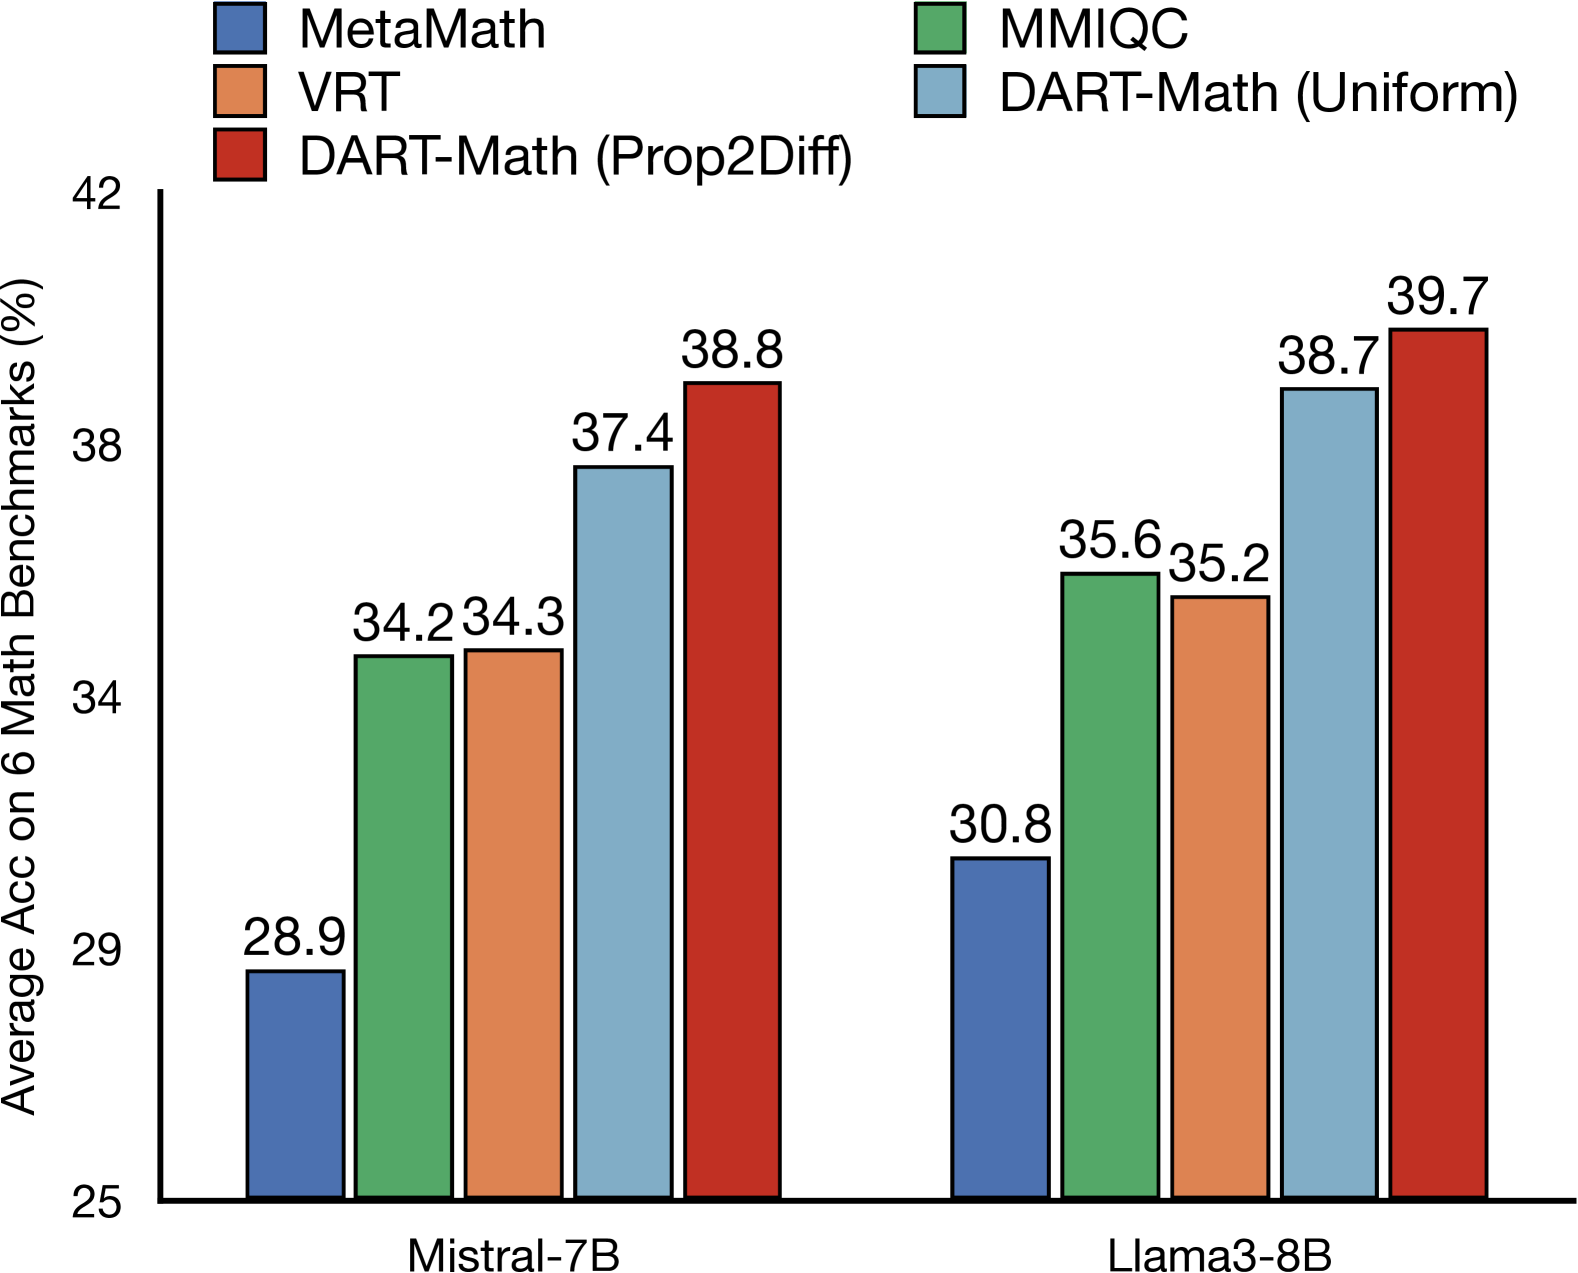 MetaMath
MMIQC
VRT
DART-Math (Uniform)
DART-Math (Prop2Diff)
Average Acc on 6 Math Benchmarks (%)
42
38
34
29
25
28.9
34.2
34.3
37.4
38.8
30.8
35.6
35.2
38.7
39.7
Mistral-7B
Llama3-8B